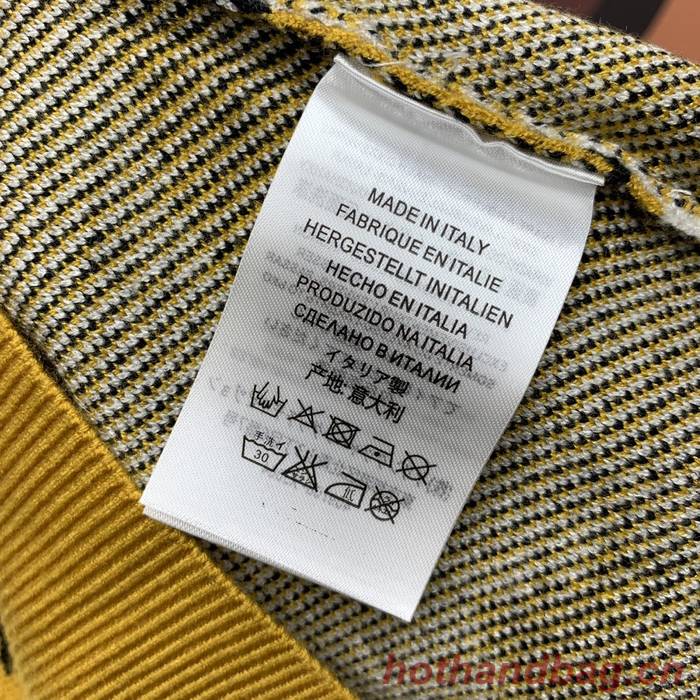 MADE IN ITALY
FABRIQUE EN ITALIE
HERGESTELLT INITALIEN
HECHO EN ITALIA
PRODUZIDO NA ITALIA
СДЕЛАНО В ИТАЛИИ
イタリア製
产地: 意大利
手洗イ
30
hothandbag.cn